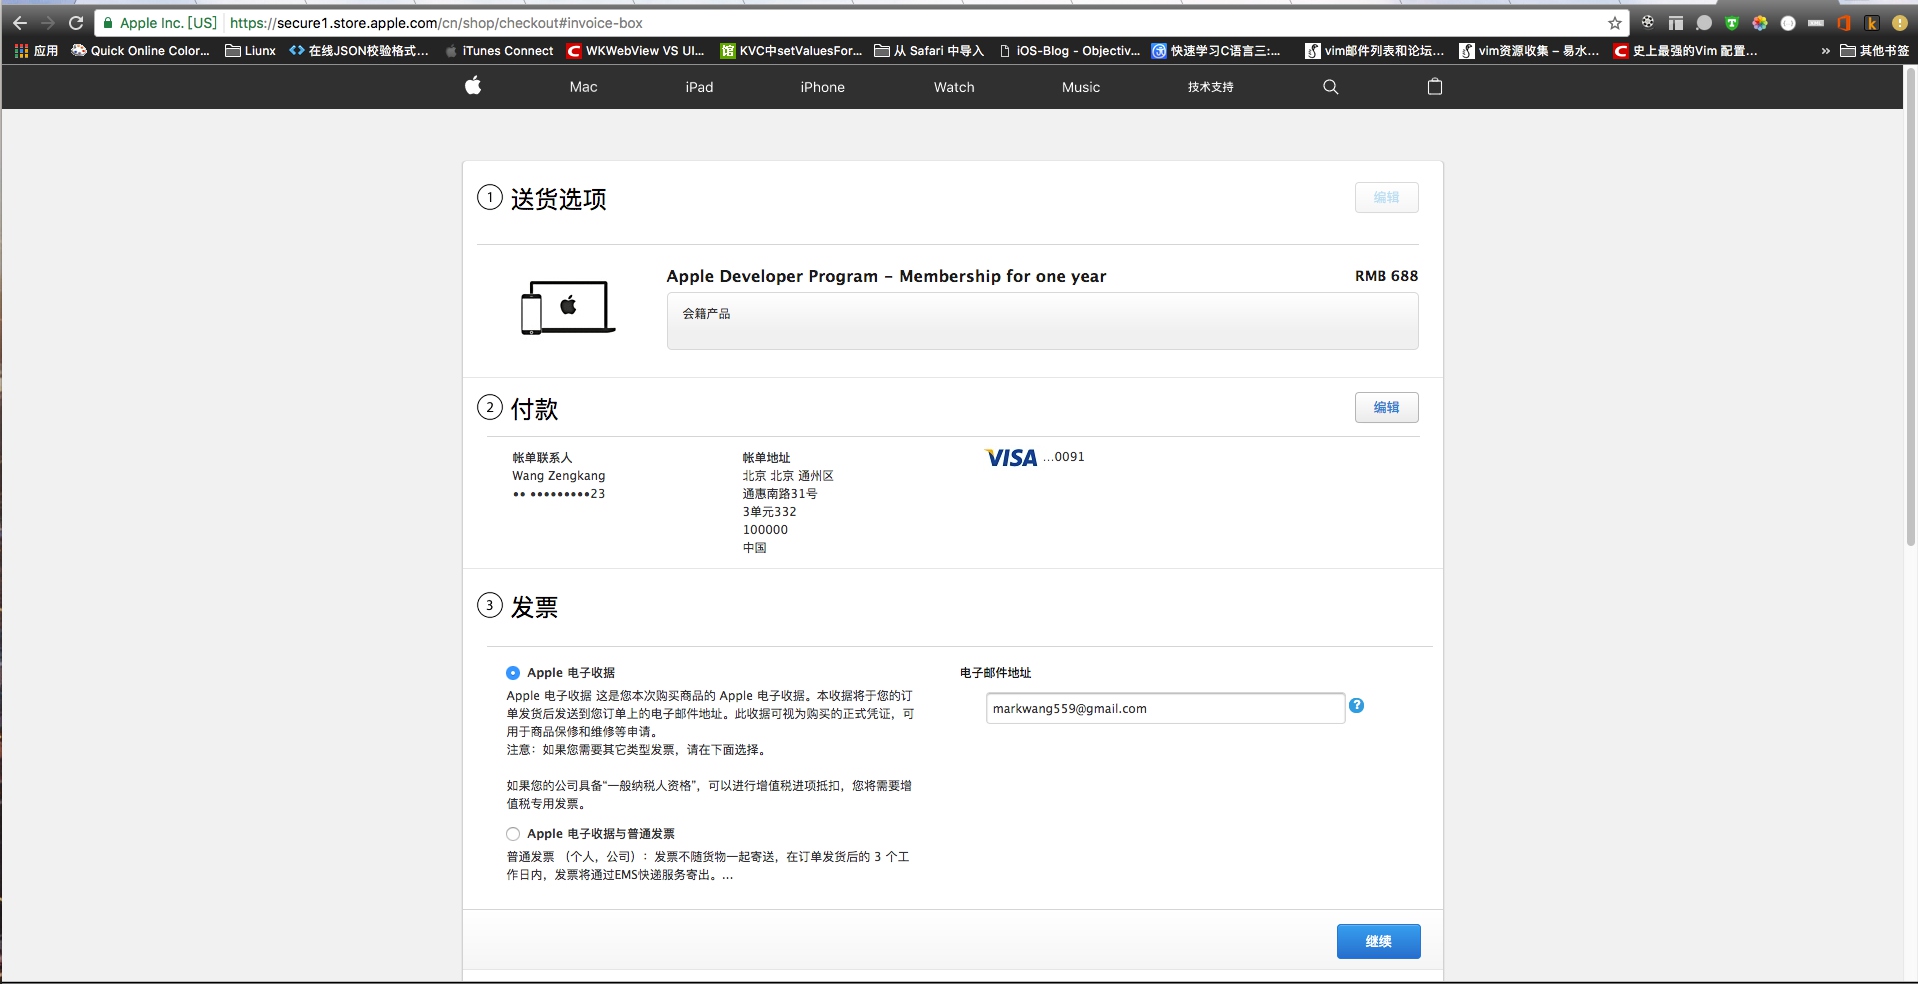 Apple Inc. [US] https://secure1.store.apple.com/cn/shop/checkout#invoice-box
应用 Quick Online Color... Liunx 在线JSON校验格式... iTunes Connect WKWebView VS UI... KVC中setValuesFor... 从 Safari 中导入 iOS-Blog - Objectiv... 快速学习C语言三:... vim邮件列表和论坛... vim资源收集 – 易水... 史上最强的Vim 配置... » 其他书签
Mac iPad iPhone Watch Music 技术支持
1 送货选项 编辑
Apple Developer Program – Membership for one year RMB 688
会籍产品
2 付款 编辑
帐单联系人
Wang Zengkang
•• •••••••••23
帐单地址
北京 北京 通州区
通惠南路31号
3单元332
100000
中国
VISA ...0091
3 发票
Apple 电子收据
Apple 电子收据 这是您本次购买商品的 Apple 电子收据。本收据将于您的订
单发货后发送到您订单上的电子邮件地址。此收据可视为购买的正式凭证，可
用于商品保修和维修等申请。
注意：如果您需要其它类型发票，请在下面选择。
如果您的公司具备“一般纳税人资格”，可以进行增值税进项抵扣，您将需要增
值税专用发票。
Apple 电子收据与普通发票
普通发票 （个人，公司）：发票不随货物一起寄送，在订单发货后的 3 个工
作日内，发票将通过EMS快递服务寄出。...
电子邮件地址
markwang559@gmail.com ?
继续